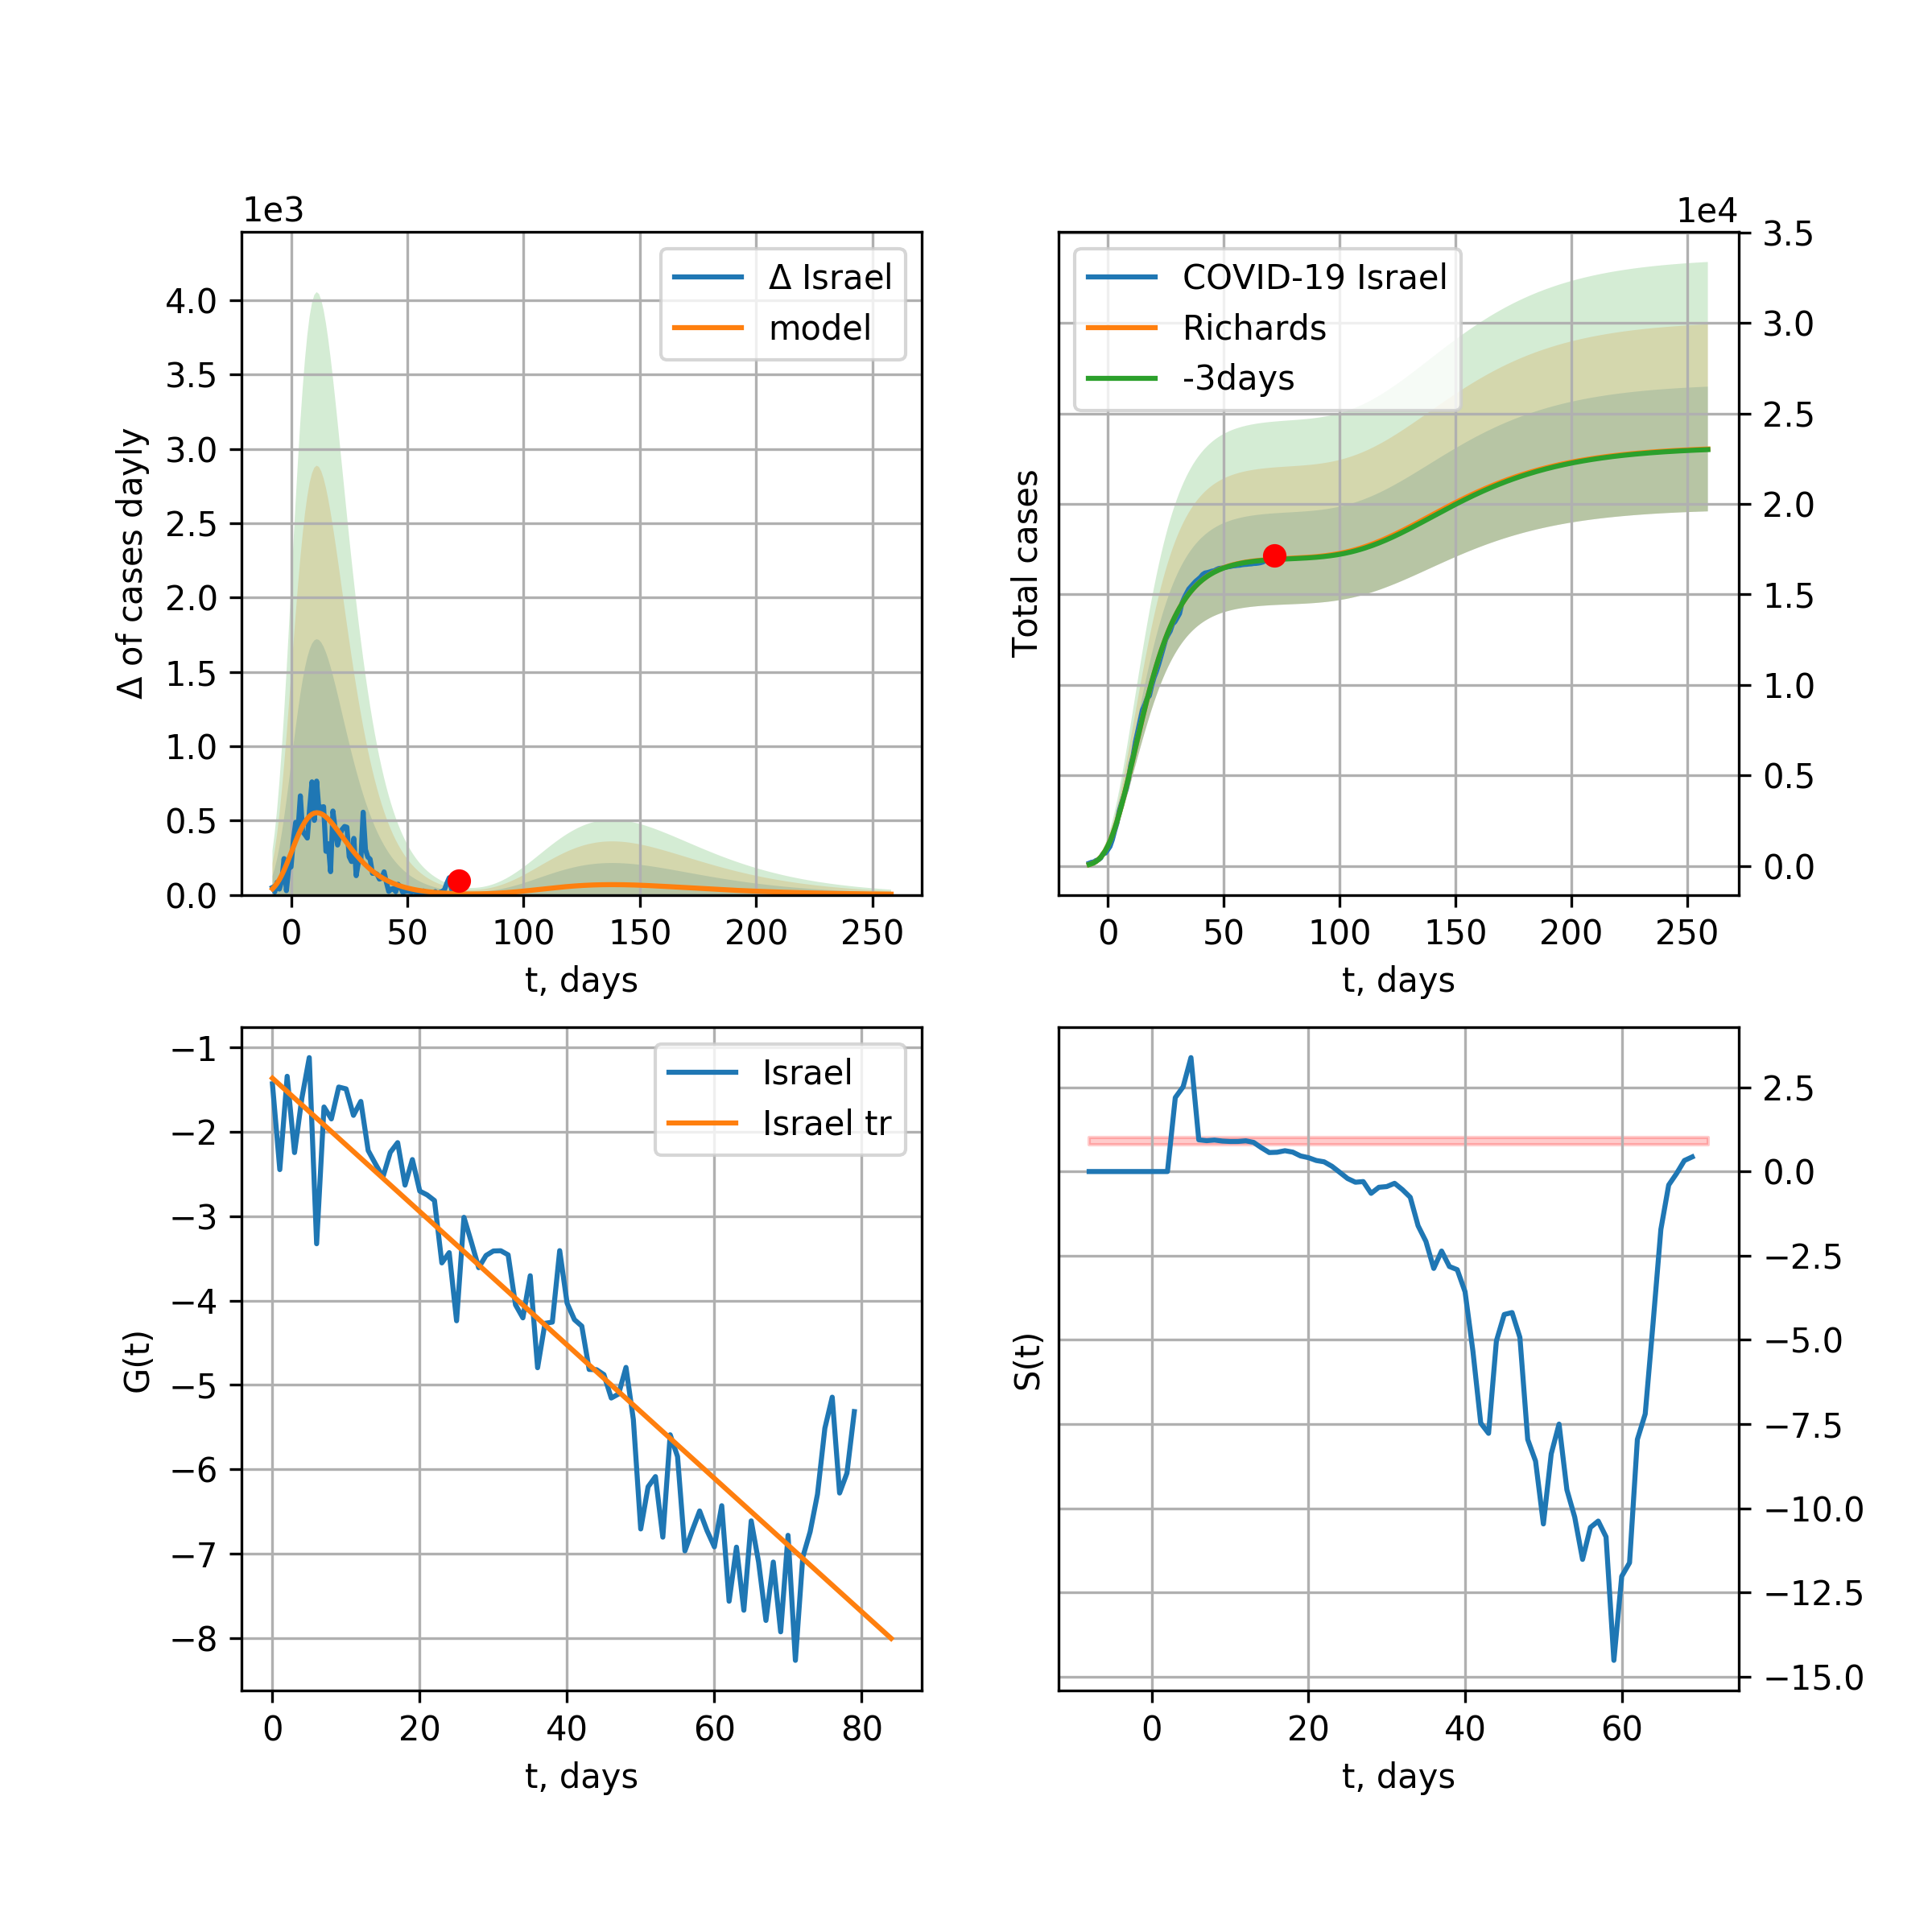 1e3
4.0
3.5
3.0
2.5
2.0
1.5
1.0
0.5
0.0
Δ of cases dayly
Δ Israel
model
0 50 100 150 200 250
t, days
1e4
3.5
3.0
2.5
2.0
1.5
1.0
0.5
0.0
Total cases
COVID-19 Israel
Richards
-3days
0 50 100 150 200 250
t, days
−1
−2
−3
−4
−5
−6
−7
−8
G(t)
Israel
Israel tr
0 20 40 60 80
t, days
2.5
0.0
−2.5
−5.0
−7.5
−10.0
−12.5
−15.0
S(t)
0 20 40 60
t, days